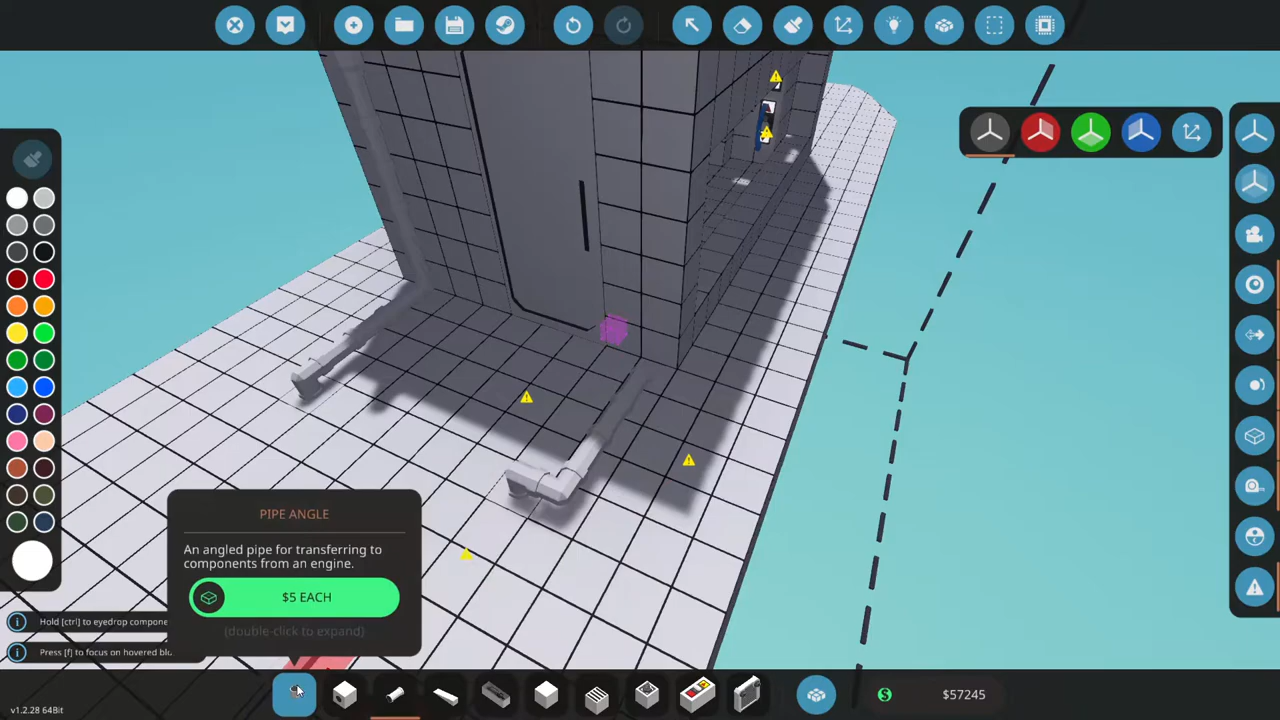 PIPE ANGLE
An angled pipe for transferring to
components from an engine.
$5 EACH
(double-click to expand)
Hold [ctrl] to eyedrop compone
Press [f] to focus on hovered blo
v1.2.28 64Bit
$57245